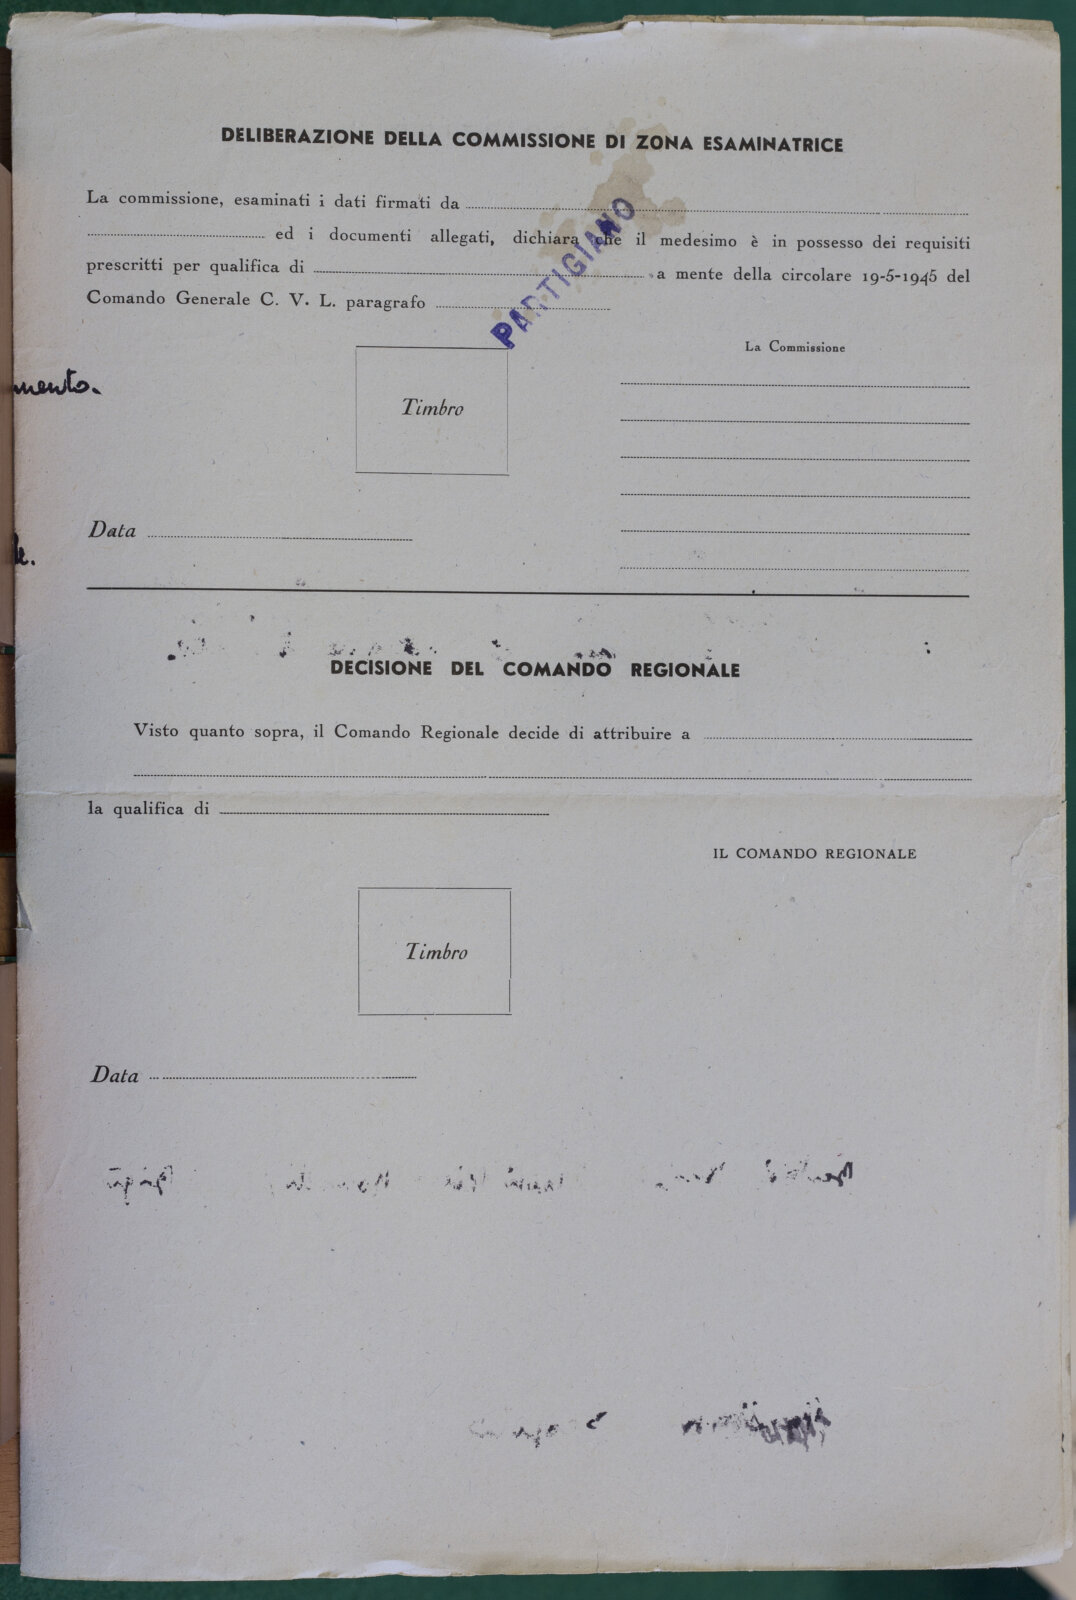 DELIBERAZIONE DELLA COMMISSIONE DI ZONA ESAMINATRICE
La commissione, esaminati i dati firmati da
ed i documenti allegati, dichiara che il medesimo è in possesso dei requisiti
prescritti per qualifica di a mente della circolare 19-5-1945 del
Comando Generale C. V. L. paragrafo
PARTIGIANO
La Commissione
mento.
Timbro
Data
DECISIONE DEL COMANDO REGIONALE
Visto quanto sopra, il Comando Regionale decide di attribuire a
la qualifica di
IL COMANDO REGIONALE
Timbro
Data